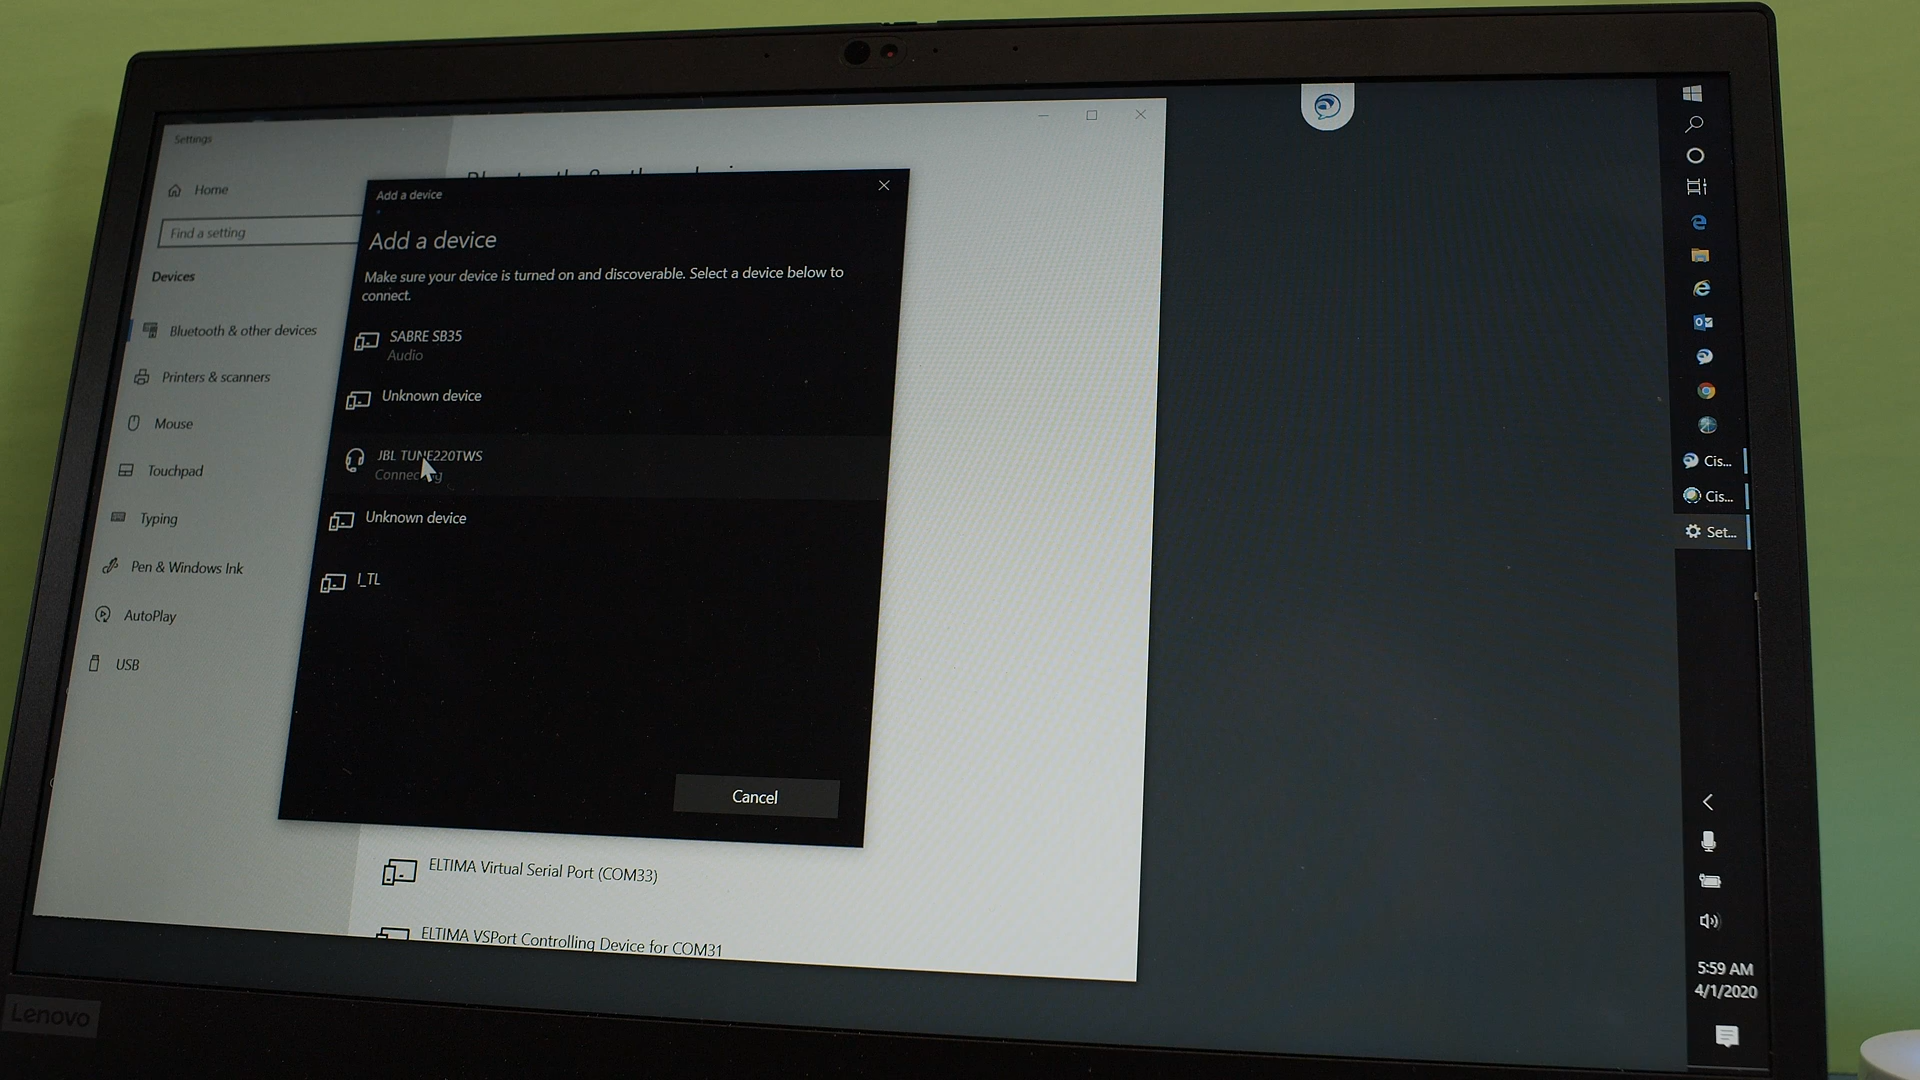 Settings
Home
Find a setting
Devices
Bluetooth & other devices
Printers & scanners
Mouse
Touchpad
Typing
Pen & Windows Ink
AutoPlay
USB
Add a device
Add a device
Make sure your device is turned on and discoverable. Select a device below to
connect.
SABRE SB35
Audio
Unknown device
JBL TUNE220TWS
Connecting
Unknown device
I_TL
Cancel
ELTIMA Virtual Serial Port (COM33)
ELTIMA VSPort Controlling Device for COM31
Cis...
Cis...
Set...
5:59 AM
4/1/2020
Lenovo